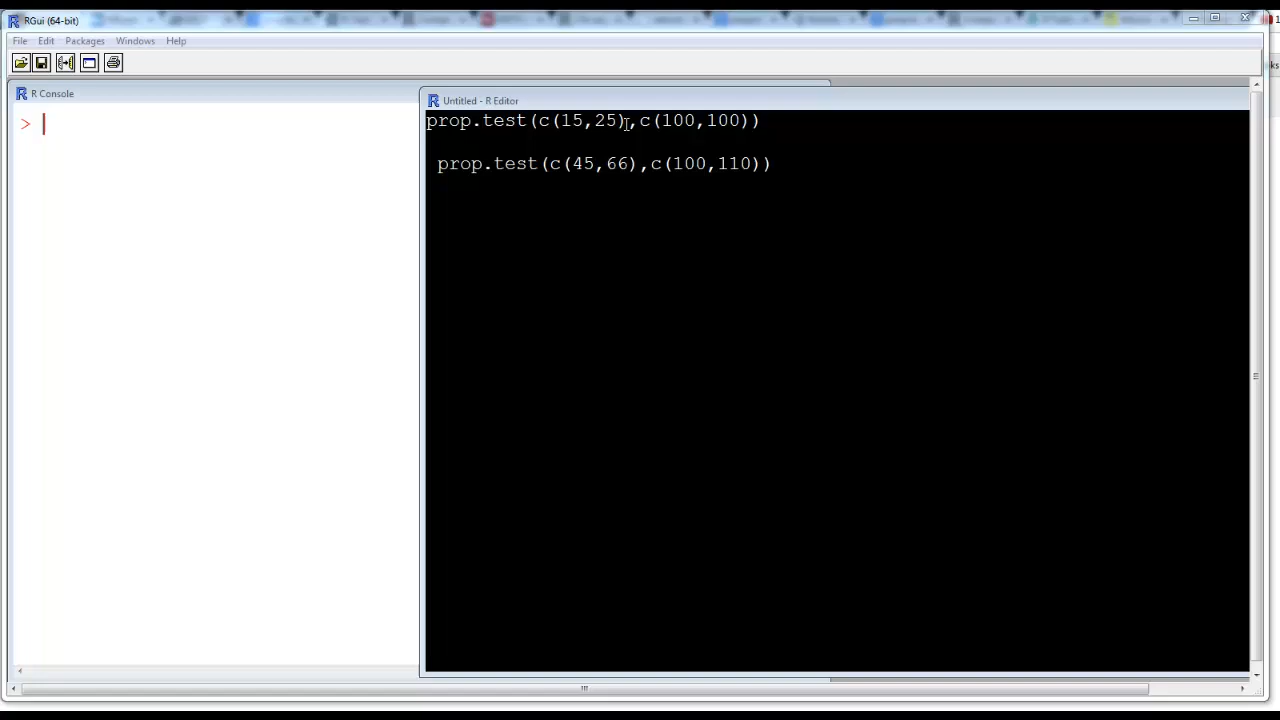 RGui (64-bit)
File Edit Packages Windows Help
R Console
>
Untitled - R Editor
prop.test(c(15,25),c(100,100))
prop.test(c(45,66),c(100,110))